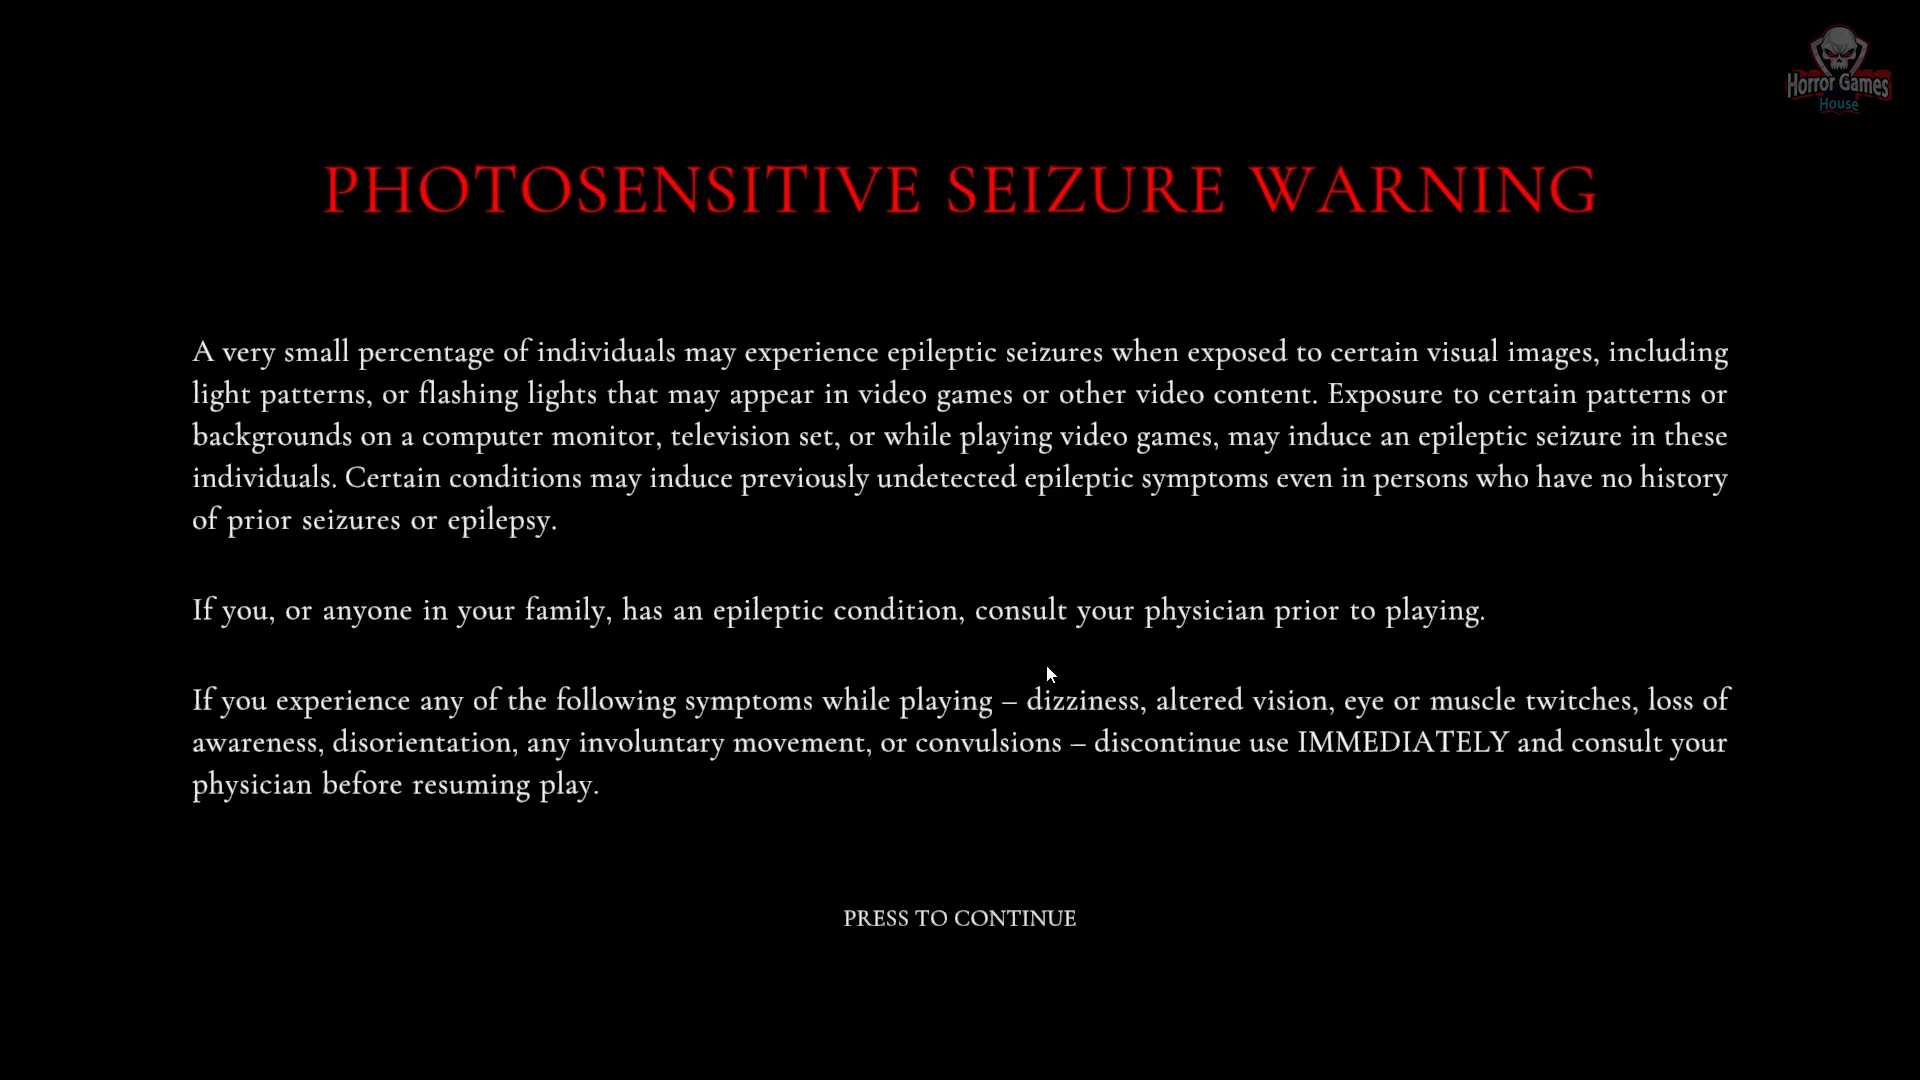 Horror Games
House
PHOTOSENSITIVE SEIZURE WARNING
A very small percentage of individuals may experience epileptic seizures when exposed to certain visual images, including
light patterns, or flashing lights that may appear in video games or other video content. Exposure to certain patterns or
backgrounds on a computer monitor, television set, or while playing video games, may induce an epileptic seizure in these
individuals. Certain conditions may induce previously undetected epileptic symptoms even in persons who have no history
of prior seizures or epilepsy.
If you, or anyone in your family, has an epileptic condition, consult your physician prior to playing.
If you experience any of the following symptoms while playing – dizziness, altered vision, eye or muscle twitches, loss of
awareness, disorientation, any involuntary movement, or convulsions – discontinue use IMMEDIATELY and consult your
physician before resuming play.
PRESS TO CONTINUE